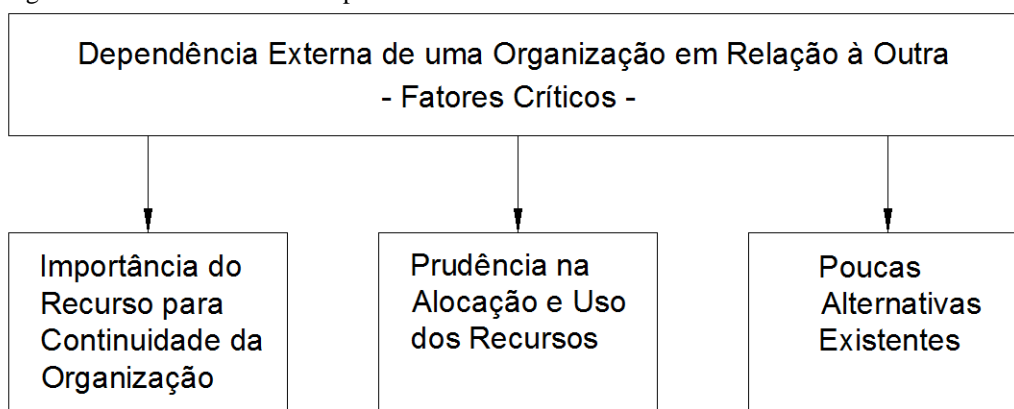 Dependência Externa de uma Organização em Relação à Outra
- Fatores Críticos -
Importância do
Recurso para
Continuidade da
Organização
Prudência na
Alocação e Uso
dos Recursos
Poucas
Alternativas
Existentes